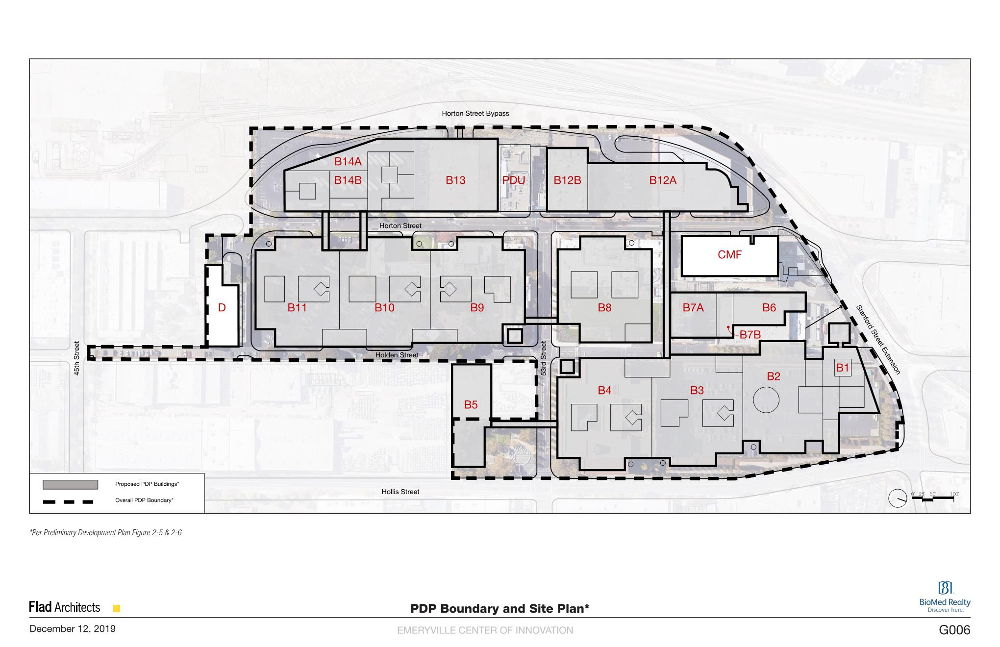 Horton Street Bypass
B14A
B14B
B13
PDU
B12B
B12A
Horton Street
CMF
D
B11
B10
B9
B8
B7A
B6
B7B
Stanford Street Extension
45th Street
Holden Street
53rd Street
B1
B2
B4
B3
B5
Hollis Street
Proposed PDP Buildings*
Overall PDP Boundary*
0' 25' 50' 100'
*Per Preliminary Development Plan Figure 2-5 & 2-6
Flad Architects
PDP Boundary and Site Plan*
BioMed Realty
Discover here.
December 12, 2019
EMERYVILLE CENTER OF INNOVATION
G006